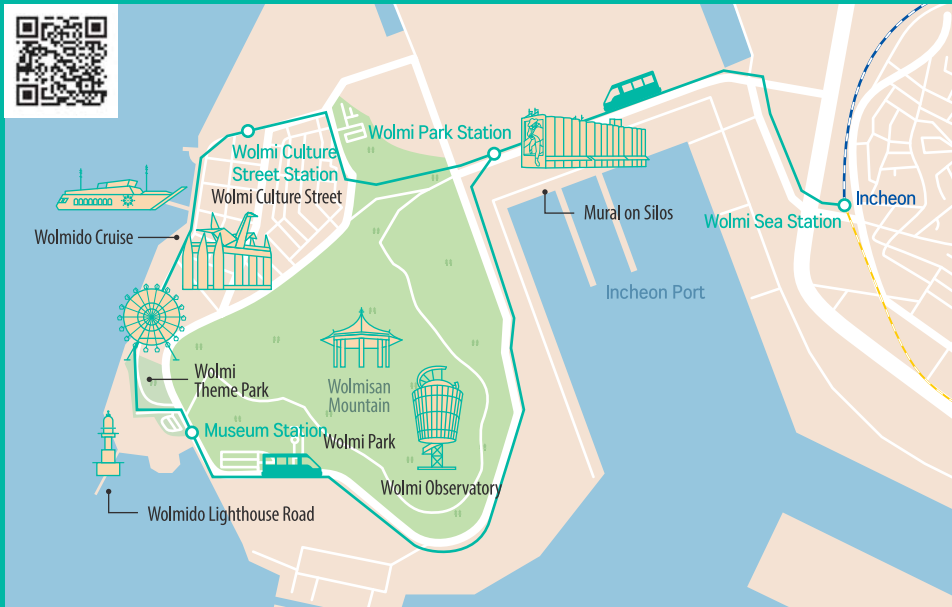 Wolmi Park Station
Wolmi Culture
Street Station
Wolmi Culture Street
Wolmido Cruise
Mural on Silos
Wolmi Sea Station
Incheon
Incheon Port
Wolmi
Theme Park
Wolmisan
Mountain
Museum Station
Wolmi Park
Wolmi Observatory
Wolmido Lighthouse Road